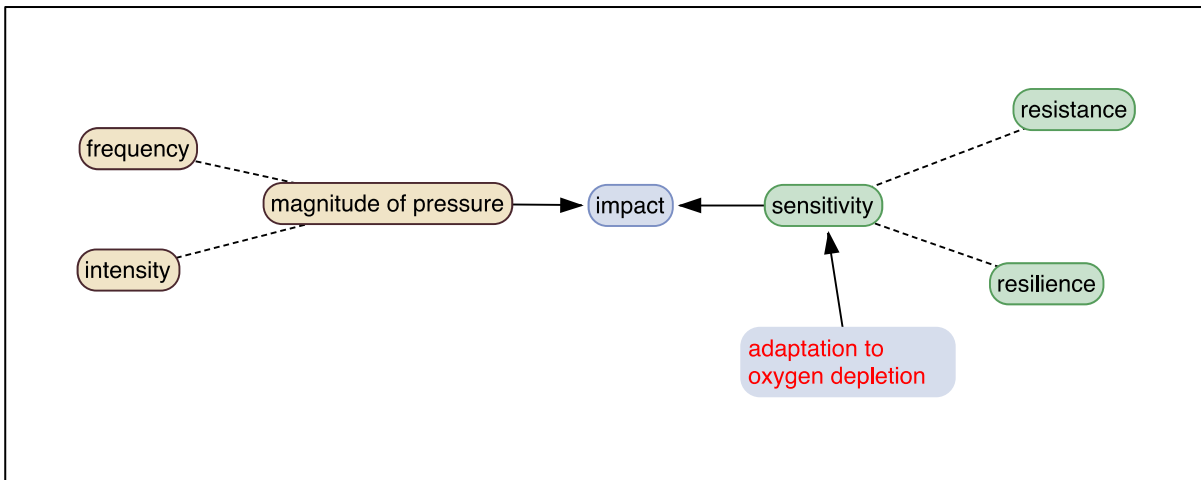 frequency
intensity
magnitude of pressure
impact
sensitivity
resistance
resilience
adaptation to
oxygen depletion